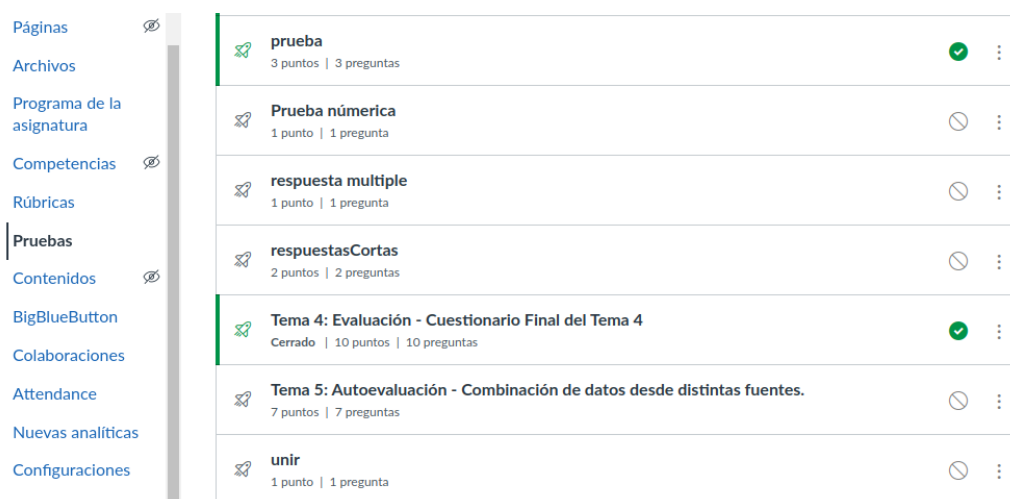 Páginas
Archivos
Programa de la
asignatura
Competencias
Rúbricas
Pruebas
Contenidos
BigBlueButton
Colaboraciones
Attendance
Nuevas analíticas
Configuraciones
prueba
3 puntos | 3 preguntas
Prueba númerica
1 punto | 1 pregunta
respuesta multiple
1 punto | 1 pregunta
respuestasCortas
2 puntos | 2 preguntas
Tema 4: Evaluación - Cuestionario Final del Tema 4
Cerrado | 10 puntos | 10 preguntas
Tema 5: Autoevaluación - Combinación de datos desde distintas fuentes.
7 puntos | 7 preguntas
unir
1 punto | 1 pregunta